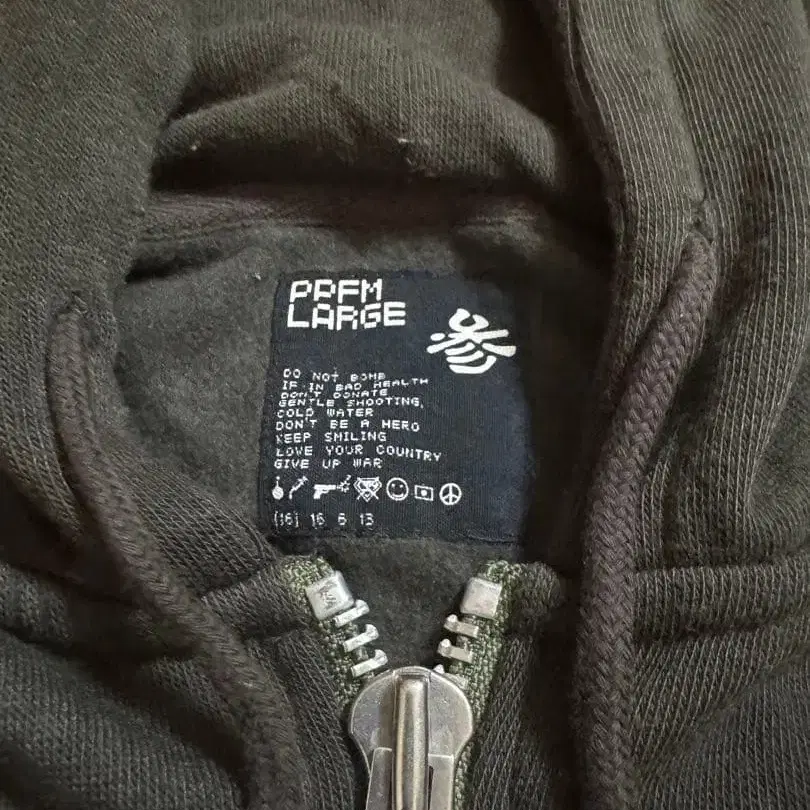 PPFM
LARGE
DO NOT BOMB
IF IN BAD HEALTH
DON'T DONATE
GENTLE SHOOTING,
COLD WATER
DON'T BE A HERO
KEEP SMILING
LOVE YOUR COUNTRY
GIVE UP WAR
[16] 16 6 13